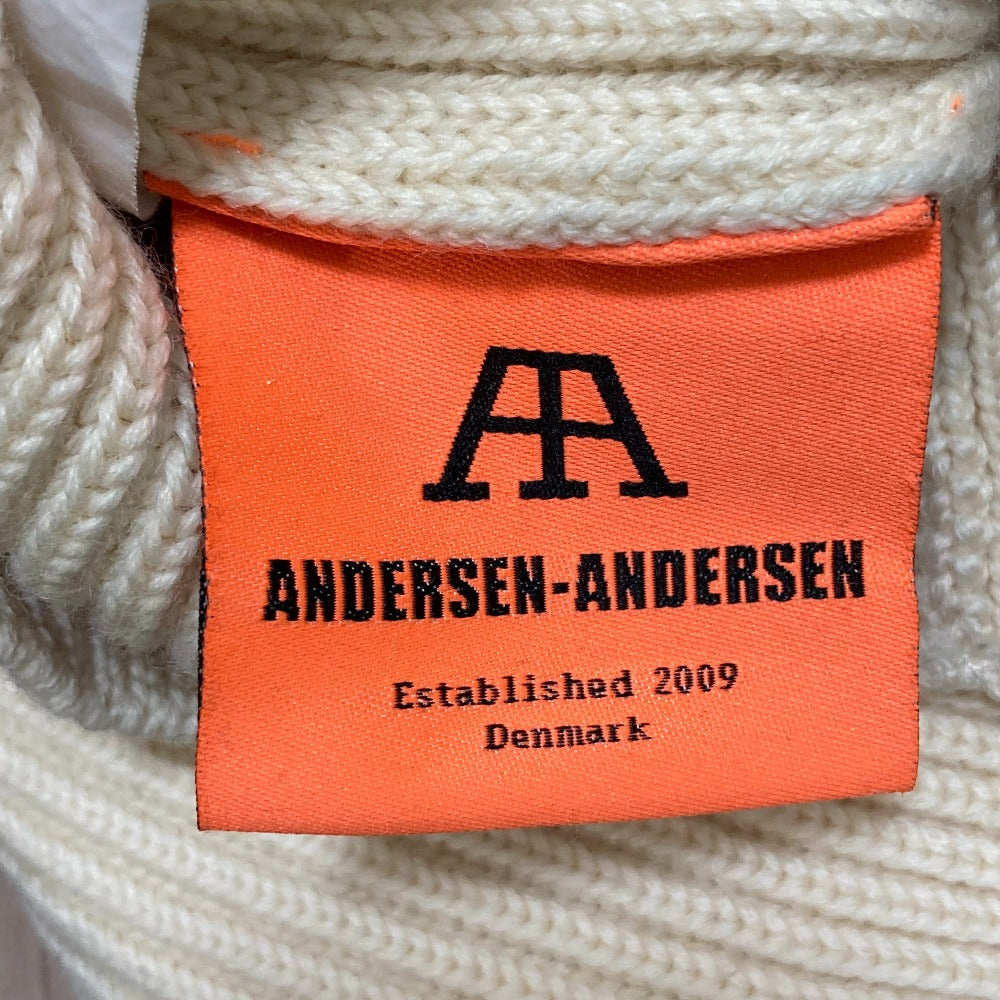 ANDERSEN-ANDERSEN
Established 2009
Denmark